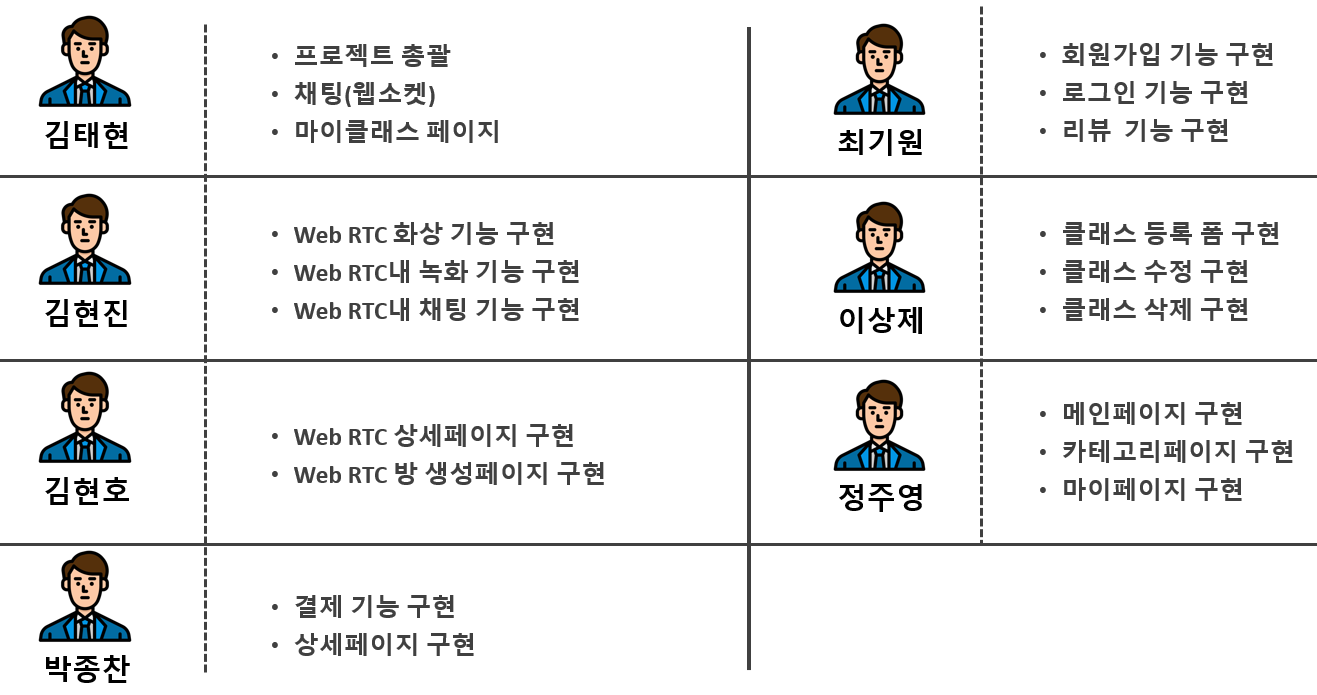 김태현
• 프로젝트 총괄
• 채팅(웹소켓)
• 마이클래스 페이지
최기원
• 회원가입 기능 구현
• 로그인 기능 구현
• 리뷰 기능 구현
김현진
• Web RTC 화상 기능 구현
• Web RTC내 녹화 기능 구현
• Web RTC내 채팅 기능 구현
이상제
• 클래스 등록 폼 구현
• 클래스 수정 구현
• 클래스 삭제 구현
김현호
• Web RTC 상세페이지 구현
• Web RTC 방 생성페이지 구현
정주영
• 메인페이지 구현
• 카테고리페이지 구현
• 마이페이지 구현
박종찬
• 결제 기능 구현
• 상세페이지 구현